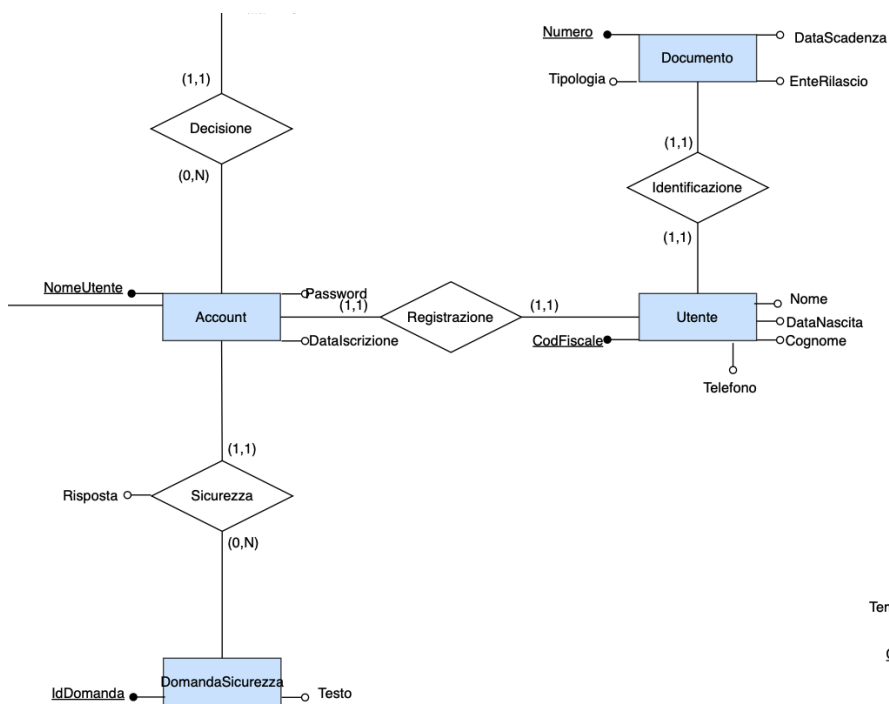 Numero
DataScadenza
Documento
Tipologia
EnteRilascio
(1,1)
Decisione
(0,N)
(1,1)
Identificazione
(1,1)
NomeUtente
Password
(1,1)
Account
DataIscrizione
Registrazione
(1,1)
Utente
CodFiscale
Nome
DataNascita
Cognome
Telefono
(1,1)
Risposta
Sicurezza
(0,N)
Ter
DomandaSicurezza
IdDomanda
Testo